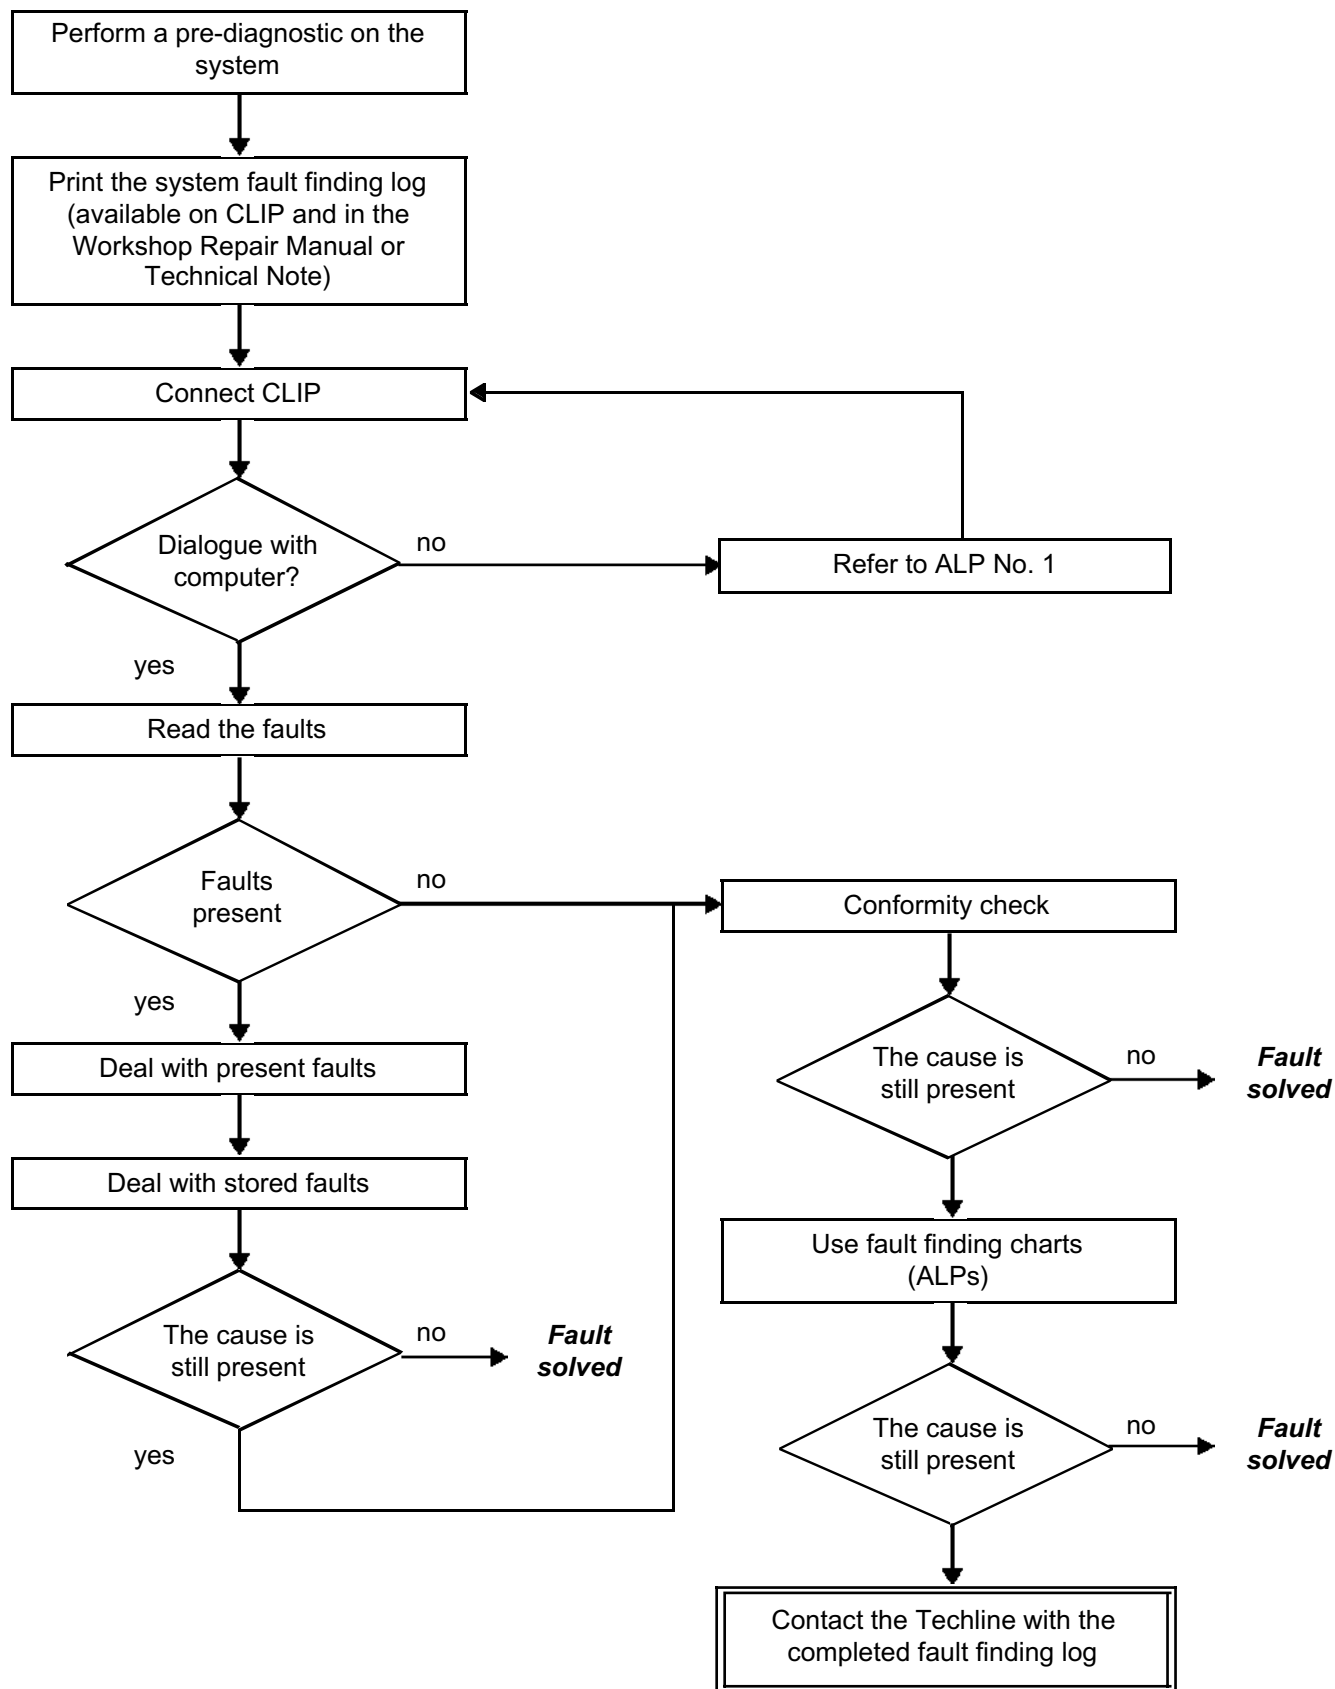 Perform a pre-diagnostic on the
system
Print the system fault finding log
(available on CLIP and in the
Workshop Repair Manual or
Technical Note)
Connect CLIP
Dialogue with
computer?
no
Refer to ALP No. 1
yes
Read the faults
Faults
present
no
yes
Deal with present faults
Deal with stored faults
The cause is
still present
no
Fault
solved
yes
Conformity check
The cause is
still present
no
Fault
solved
Use fault finding charts
(ALPs)
The cause is
still present
no
Fault
solved
Contact the Techline with the
completed fault finding log